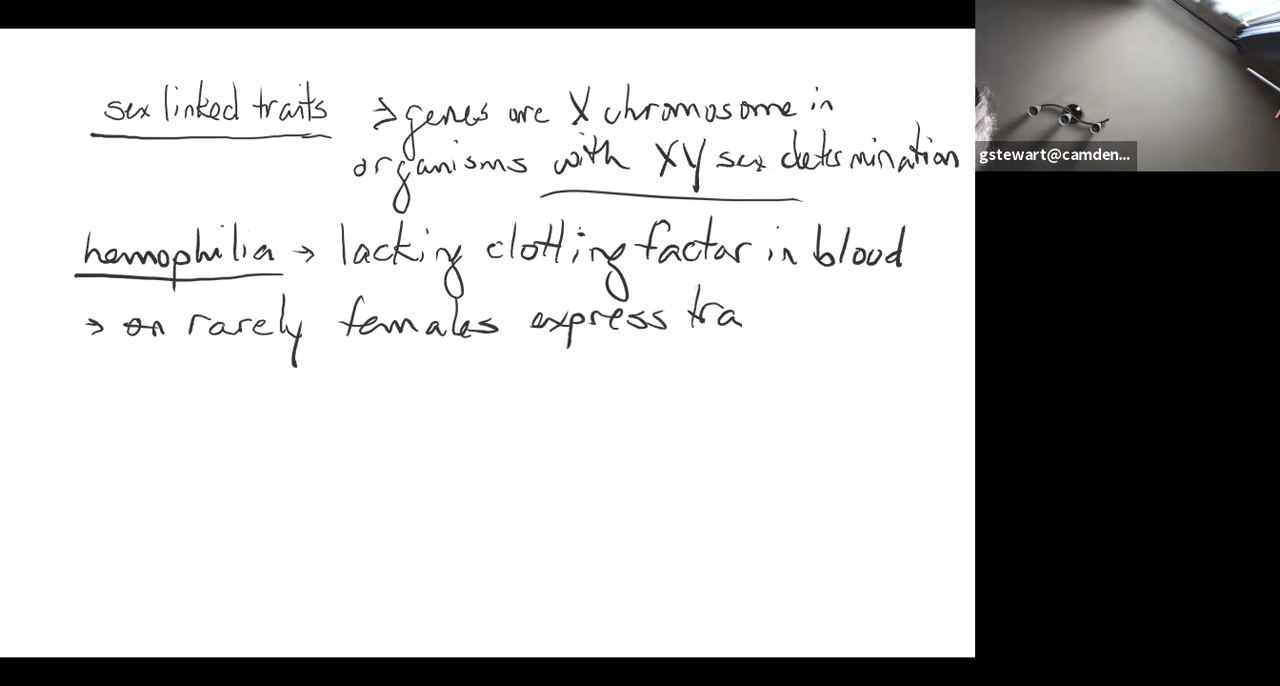 sex linked traits → genes are X chromosome in
organisms with XY sex determination
hemophilia → lacking clotting factor in blood
→ on rarely females express tra
gstewart@camden...